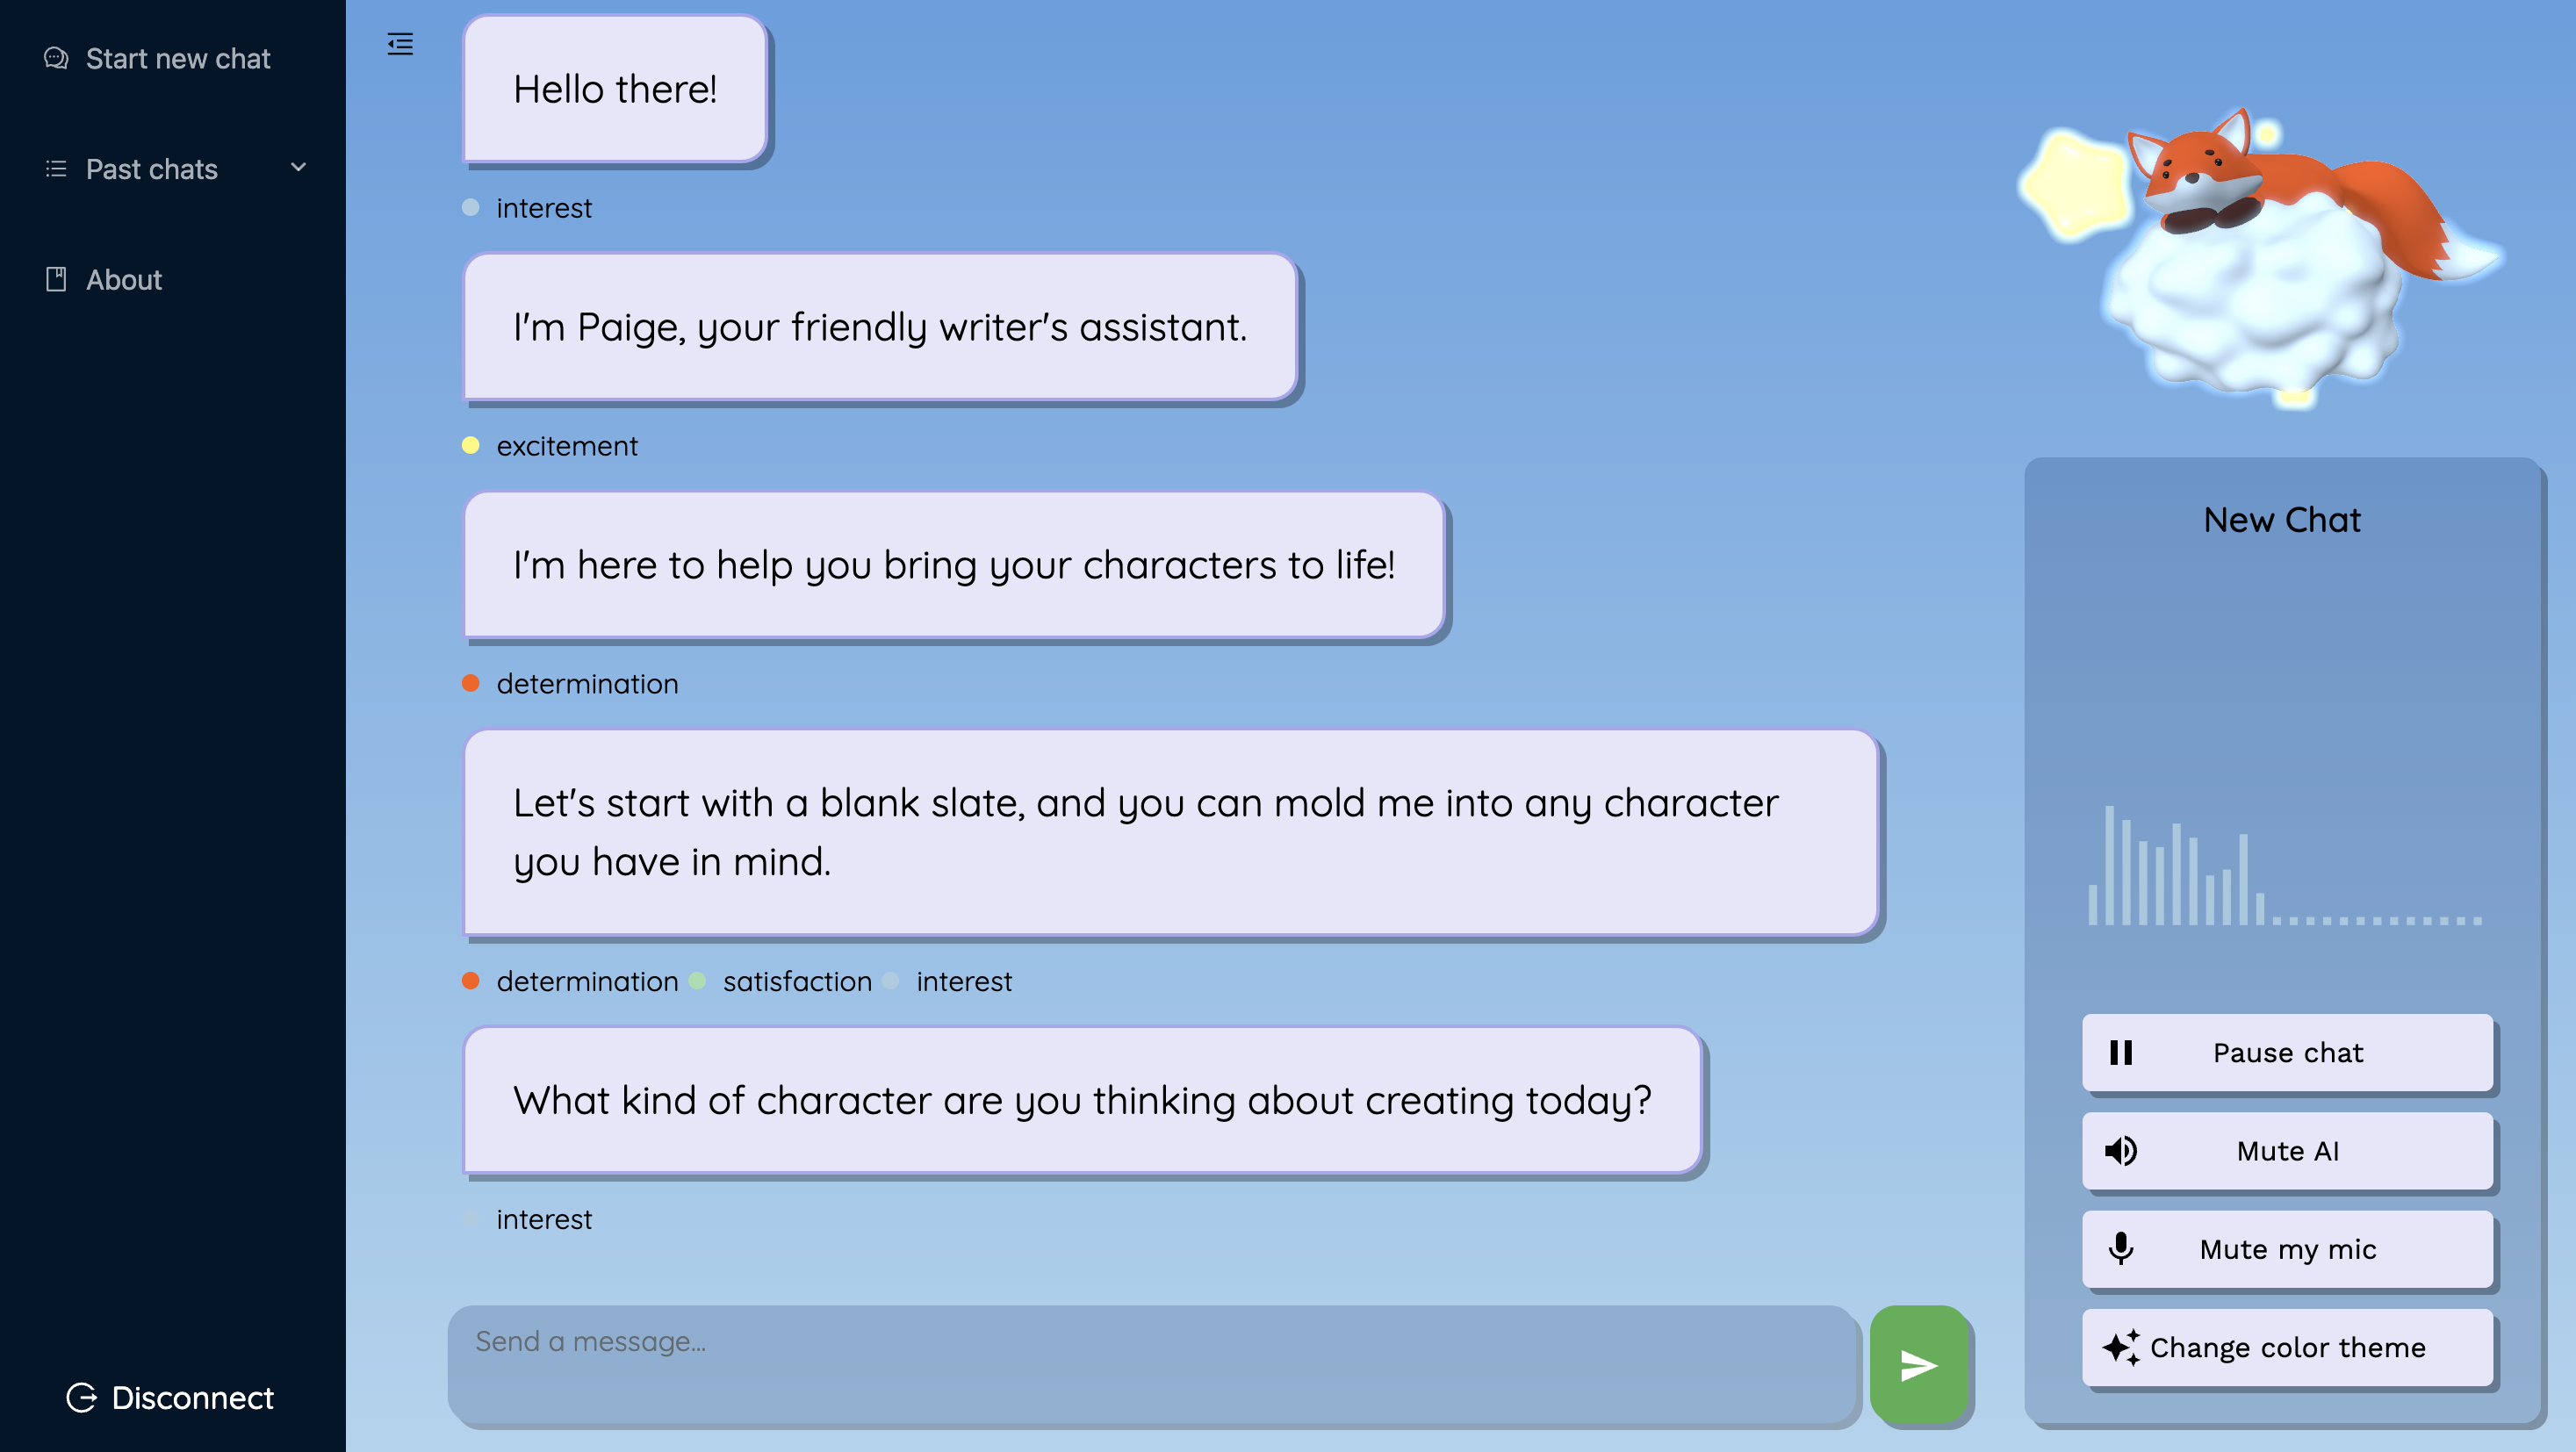 Start new chat
Past chats
About
Disconnect
Hello there!
interest
I'm Paige, your friendly writer's assistant.
excitement
I'm here to help you bring your characters to life!
determination
Let's start with a blank slate, and you can mold me into any character
you have in mind.
determination satisfaction interest
What kind of character are you thinking about creating today?
interest
Send a message...
New Chat
Pause chat
Mute AI
Mute my mic
Change color theme